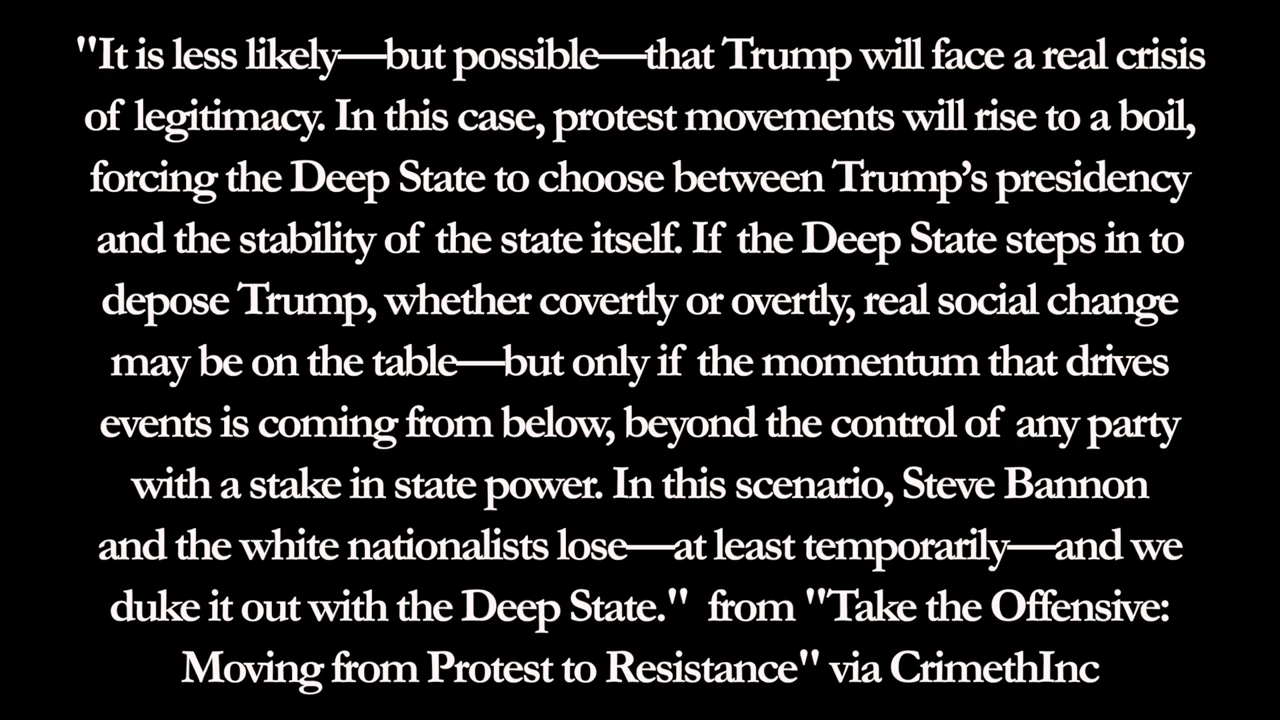 "It is less likely—but possible—that Trump will face a real crisis
of legitimacy. In this case, protest movements will rise to a boil,
forcing the Deep State to choose between Trump’s presidency
and the stability of the state itself. If the Deep State steps in to
depose Trump, whether covertly or overtly, real social change
may be on the table—but only if the momentum that drives
events is coming from below, beyond the control of any party
with a stake in state power. In this scenario, Steve Bannon
and the white nationalists lose—at least temporarily—and we
duke it out with the Deep State." from "Take the Offensive:
Moving from Protest to Resistance" via CrimethInc